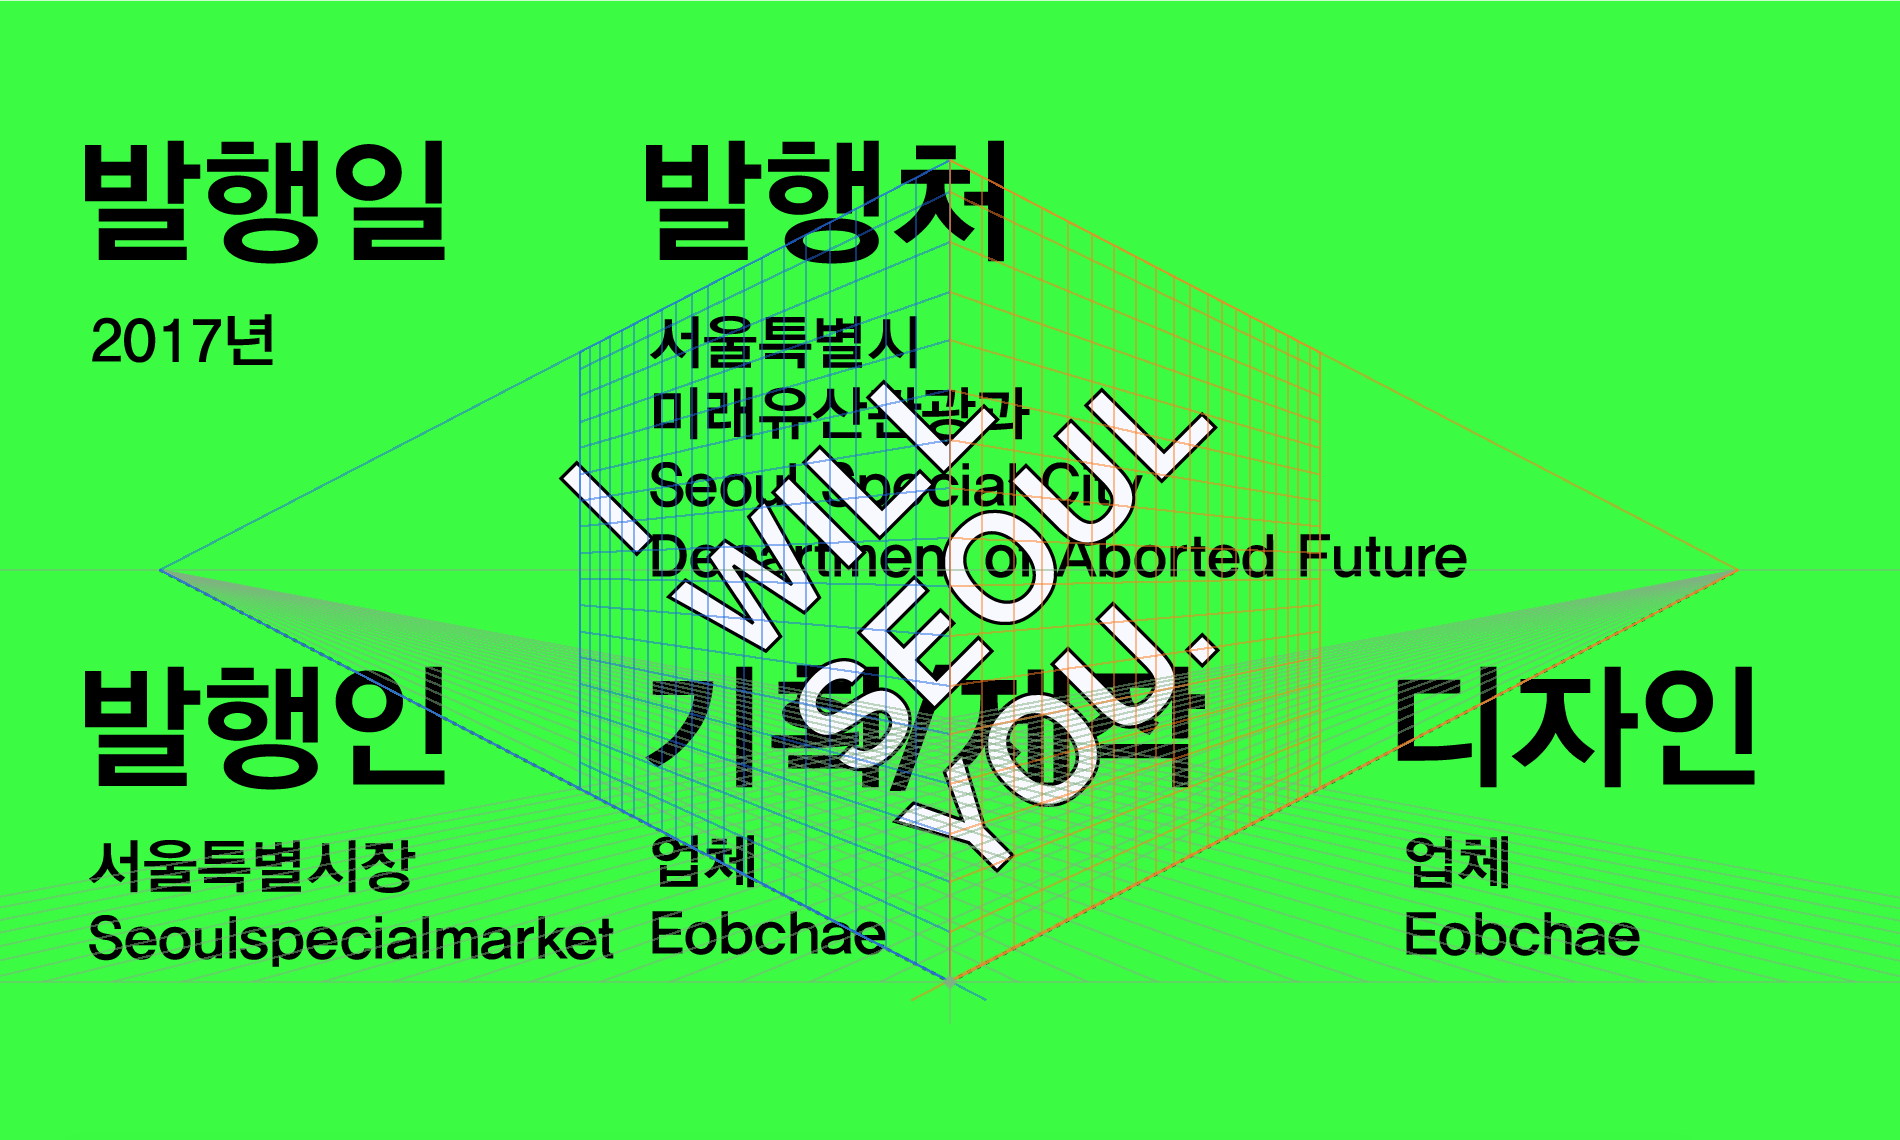 발행일
2017년
발행처
서울특별시
미래유산관광과
Seoul Special City
Department of Aborted Future
I
WILL
SEOUL
YOU.
발행인
서울특별시장
Seoulspecialmarket
기획/제작
업체
Eobchae
디자인
업체
Eobchae